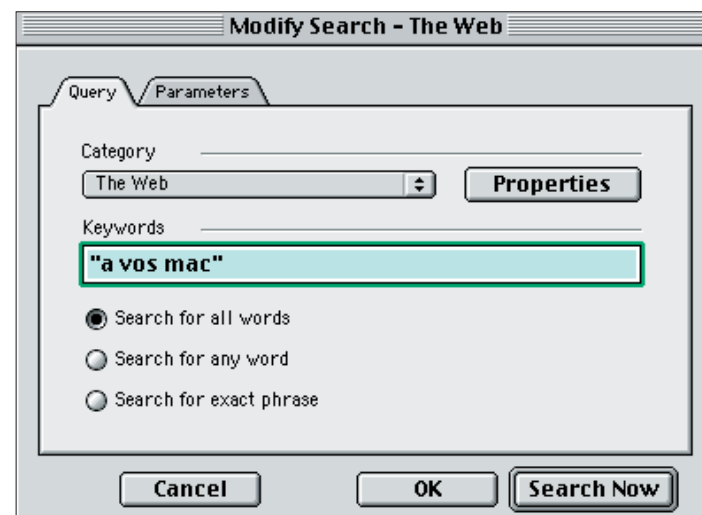 Modify Search - The Web
Query Parameters
Category
The Web Properties
Keywords
"a vos mac"
Search for all words
Search for any word
Search for exact phrase
Cancel OK Search Now